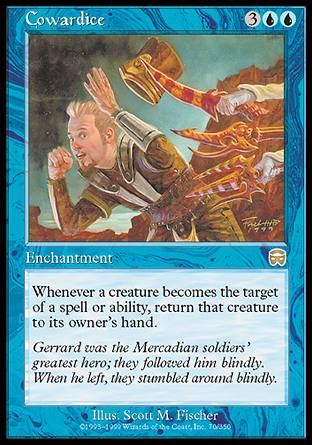 Cowardice 3
Enchantment
Whenever a creature becomes the target
of a spell or ability, return that creature
to its owner's hand.
Gerrard was the Mercadian soldiers'
greatest hero; they followed him blindly.
When he left, they stumbled around blindly.
Illus. Scott M. Fischer
©1993–1999 Wizards of the Coast, Inc. 70/350